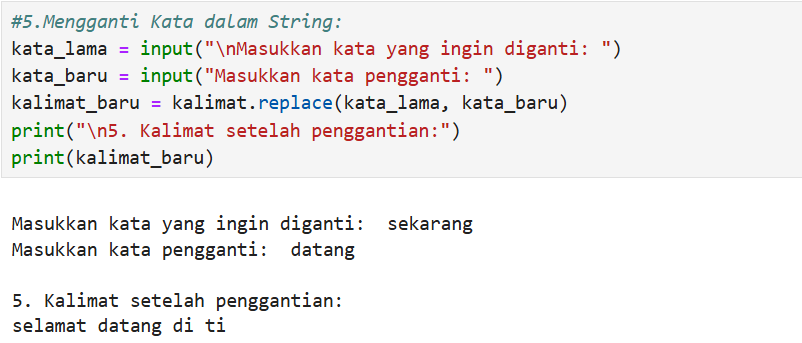 #5.Mengganti Kata dalam String:
kata_lama = input("\nMasukkan kata yang ingin diganti: ")
kata_baru = input("Masukkan kata pengganti: ")
kalimat_baru = kalimat.replace(kata_lama, kata_baru)
print("\n5. Kalimat setelah penggantian:")
print(kalimat_baru)
Masukkan kata yang ingin diganti:  sekarang
Masukkan kata pengganti:  datang
5. Kalimat setelah penggantian:
selamat datang di ti